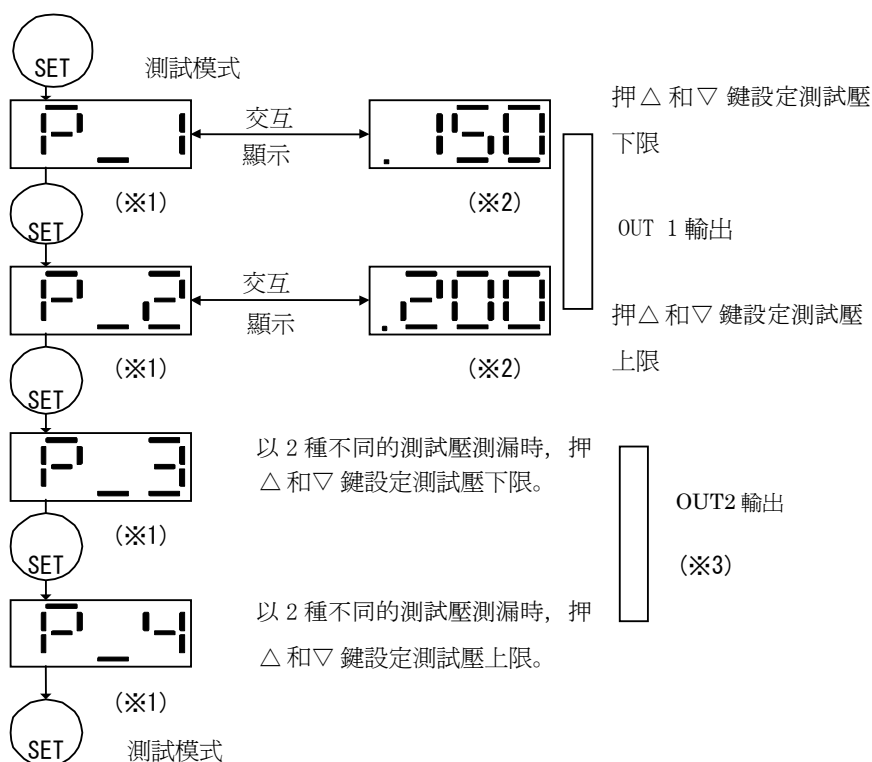 SET
測試模式
P_1
交互
顯示
.150
押△和▽鍵設定測試壓
下限
(※1)
(※2)
SET
OUT 1 輸出
P_2
交互
顯示
.200
押△和▽鍵設定測試壓
上限
(※1)
(※2)
SET
P_3
以 2 種不同的測試壓測漏時, 押
△和▽鍵設定測試壓下限。
(※1)
OUT2 輸出
(※3)
SET
P_4
以 2 種不同的測試壓測漏時, 押
△和▽鍵設定測試壓上限。
(※1)
SET
測試模式